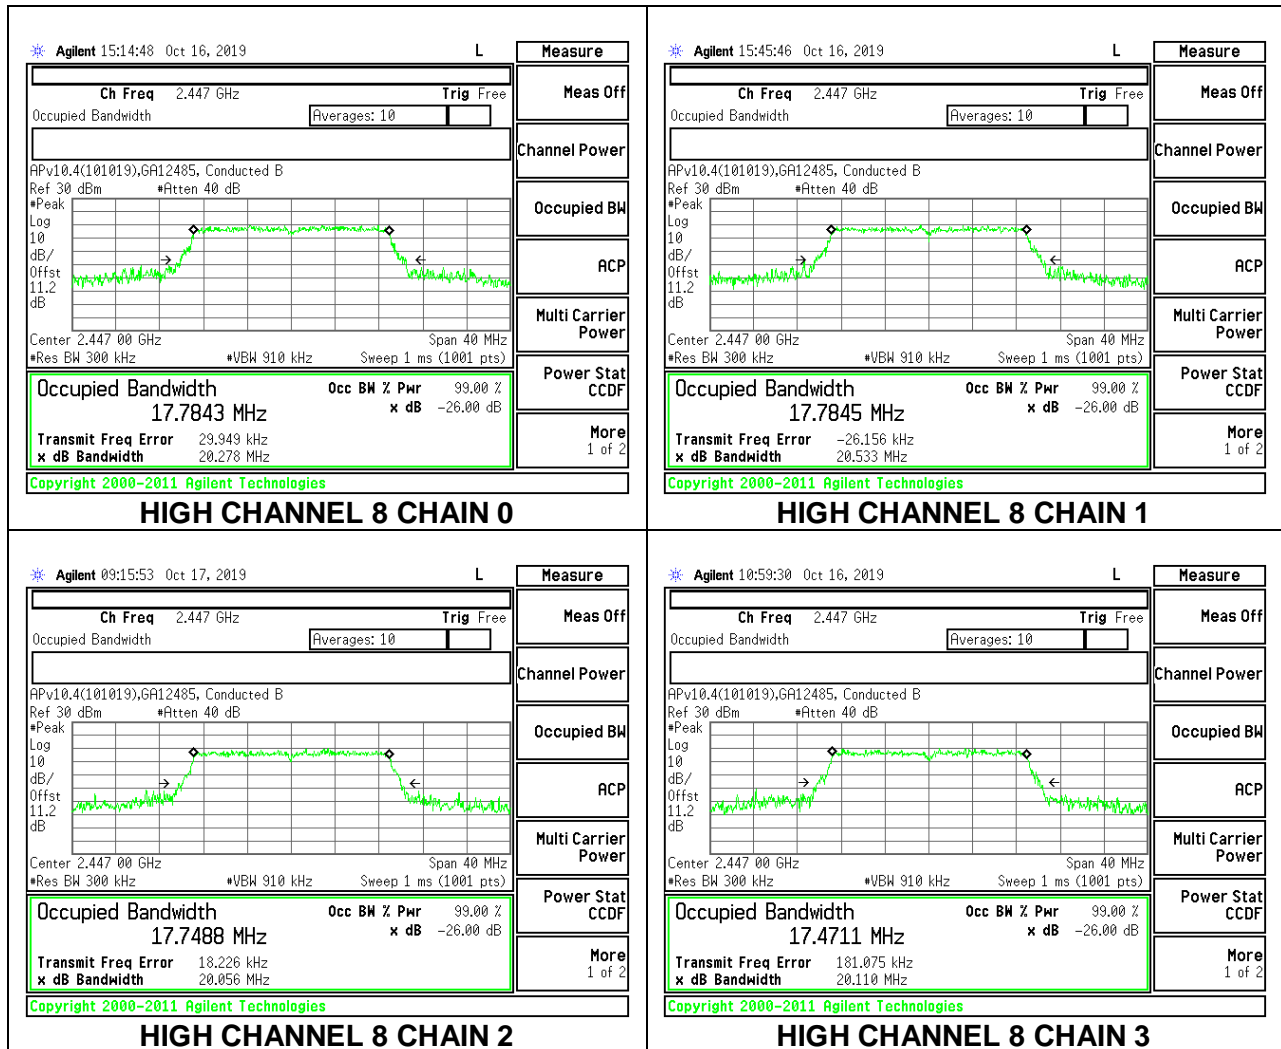 Agilent 15:14:48 Oct 16, 2019 L Measure
Ch Freq 2.447 GHz Trig Free Meas Off
Occupied Bandwidth Averages: 10
Channel Power
APv10.4(101019),GA12485, Conducted B
Ref 30 dBm #Atten 40 dB
#Peak Occupied BW
Log
10
dB/ ACP
Offst
11.2
dB
Multi Carrier
Power
Center 2.447 00 GHz Span 40 MHz
#Res BW 300 kHz #VBW 910 kHz Sweep 1 ms (1001 pts)
Power Stat
CCDF
Occupied Bandwidth Occ BW % Pwr 99.00 %
17.7843 MHz x dB -26.00 dB
More
1 of 2
Transmit Freq Error 29.949 kHz
x dB Bandwidth 20.278 MHz
Copyright 2000-2011 Agilent Technologies
HIGH CHANNEL 8 CHAIN 0
Agilent 15:45:46 Oct 16, 2019 L Measure
Ch Freq 2.447 GHz Trig Free Meas Off
Occupied Bandwidth Averages: 10
Channel Power
APv10.4(101019),GA12485, Conducted B
Ref 30 dBm #Atten 40 dB
#Peak Occupied BW
Log
10
dB/ ACP
Offst
11.2
dB
Multi Carrier
Power
Center 2.447 00 GHz Span 40 MHz
#Res BW 300 kHz #VBW 910 kHz Sweep 1 ms (1001 pts)
Power Stat
CCDF
Occupied Bandwidth Occ BW % Pwr 99.00 %
17.7845 MHz x dB -26.00 dB
More
1 of 2
Transmit Freq Error -26.156 kHz
x dB Bandwidth 20.533 MHz
Copyright 2000-2011 Agilent Technologies
HIGH CHANNEL 8 CHAIN 1
Agilent 09:15:53 Oct 17, 2019 L Measure
Ch Freq 2.447 GHz Trig Free Meas Off
Occupied Bandwidth Averages: 10
Channel Power
APv10.4(101019),GA12485, Conducted B
Ref 30 dBm #Atten 40 dB
#Peak Occupied BW
Log
10
dB/ ACP
Offst
11.2
dB
Multi Carrier
Power
Center 2.447 00 GHz Span 40 MHz
#Res BW 300 kHz #VBW 910 kHz Sweep 1 ms (1001 pts)
Power Stat
CCDF
Occupied Bandwidth Occ BW % Pwr 99.00 %
17.7488 MHz x dB -26.00 dB
More
1 of 2
Transmit Freq Error 18.226 kHz
x dB Bandwidth 20.056 MHz
Copyright 2000-2011 Agilent Technologies
HIGH CHANNEL 8 CHAIN 2
Agilent 10:59:30 Oct 16, 2019 L Measure
Ch Freq 2.447 GHz Trig Free Meas Off
Occupied Bandwidth Averages: 10
Channel Power
APv10.4(101019),GA12485, Conducted B
Ref 30 dBm #Atten 40 dB
#Peak Occupied BW
Log
10
dB/ ACP
Offst
11.2
dB
Multi Carrier
Power
Center 2.447 00 GHz Span 40 MHz
#Res BW 300 kHz #VBW 910 kHz Sweep 1 ms (1001 pts)
Power Stat
CCDF
Occupied Bandwidth Occ BW % Pwr 99.00 %
17.4711 MHz x dB -26.00 dB
More
1 of 2
Transmit Freq Error 181.075 kHz
x dB Bandwidth 20.110 MHz
Copyright 2000-2011 Agilent Technologies
HIGH CHANNEL 8 CHAIN 3